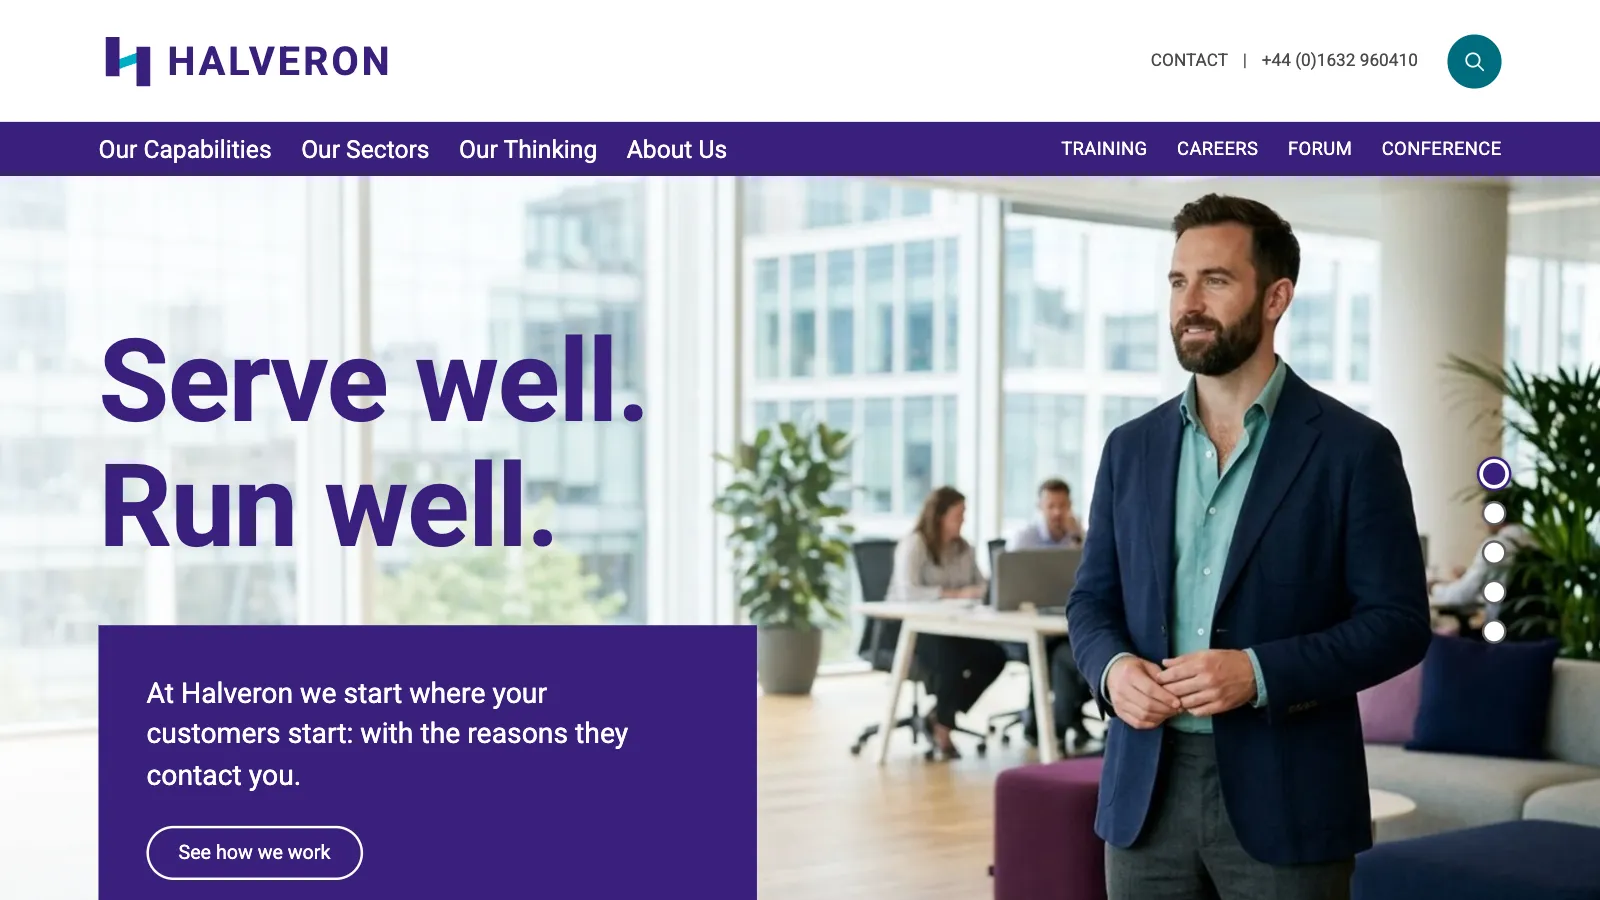 HALVERON
CONTACT | +44 (0)1632 960410
Our Capabilities Our Sectors Our Thinking About Us
TRAINING CAREERS FORUM CONFERENCE
Serve well.
Run well.
At Halveron we start where your
customers start: with the reasons they
contact you.
See how we work